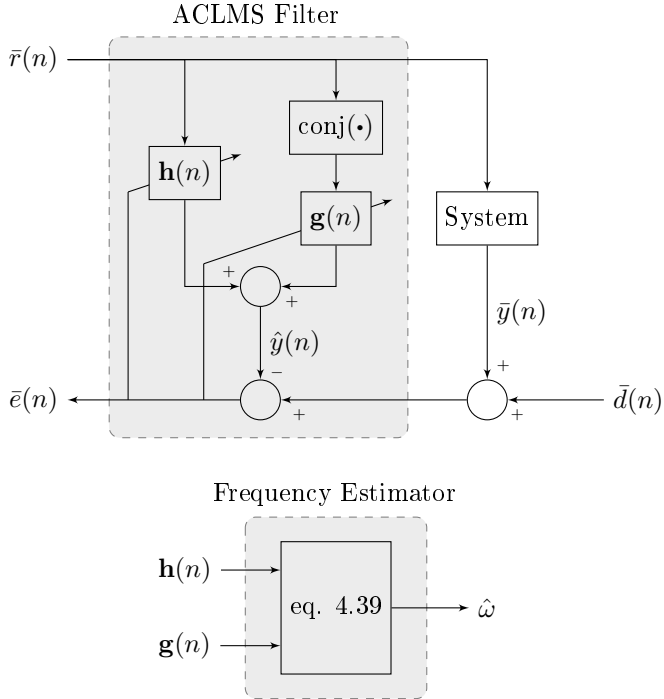 ACLMS Filter
r̄(n)
conj(•)
h(n)
g(n)
System
+
+
ȳ(n)
ŷ(n)
−
+
ē(n)
+
+
d̄(n)
Frequency Estimator
h(n)
eq. 4.39
ω̂
g(n)